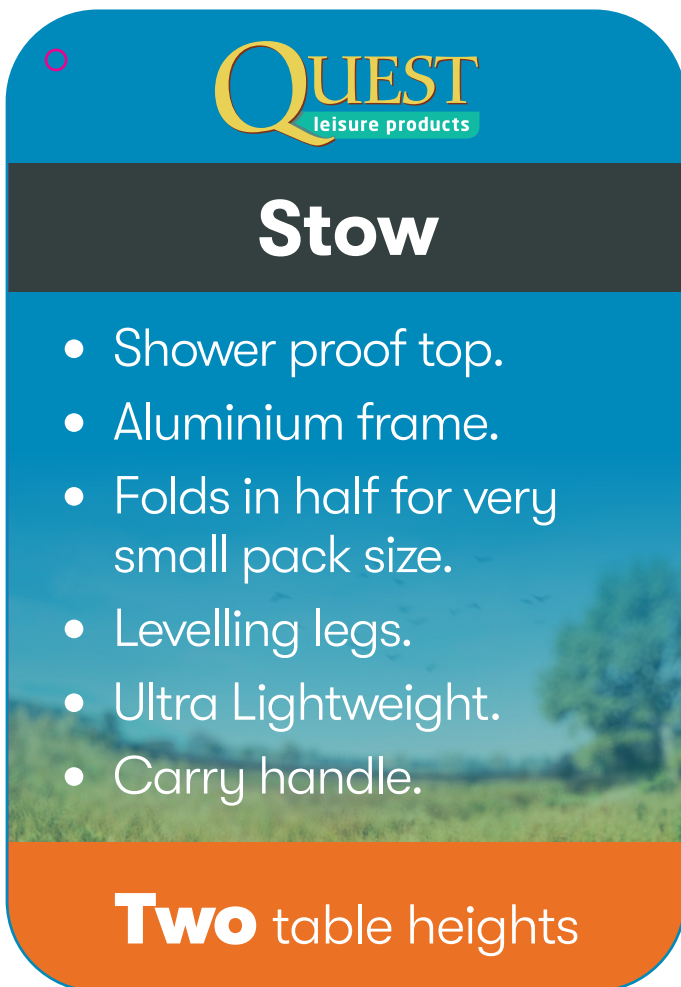 QUEST
leisure products
Stow
• Shower proof top.
• Aluminium frame.
• Folds in half for very
small pack size.
• Levelling legs.
• Ultra Lightweight.
• Carry handle.
Two table heights